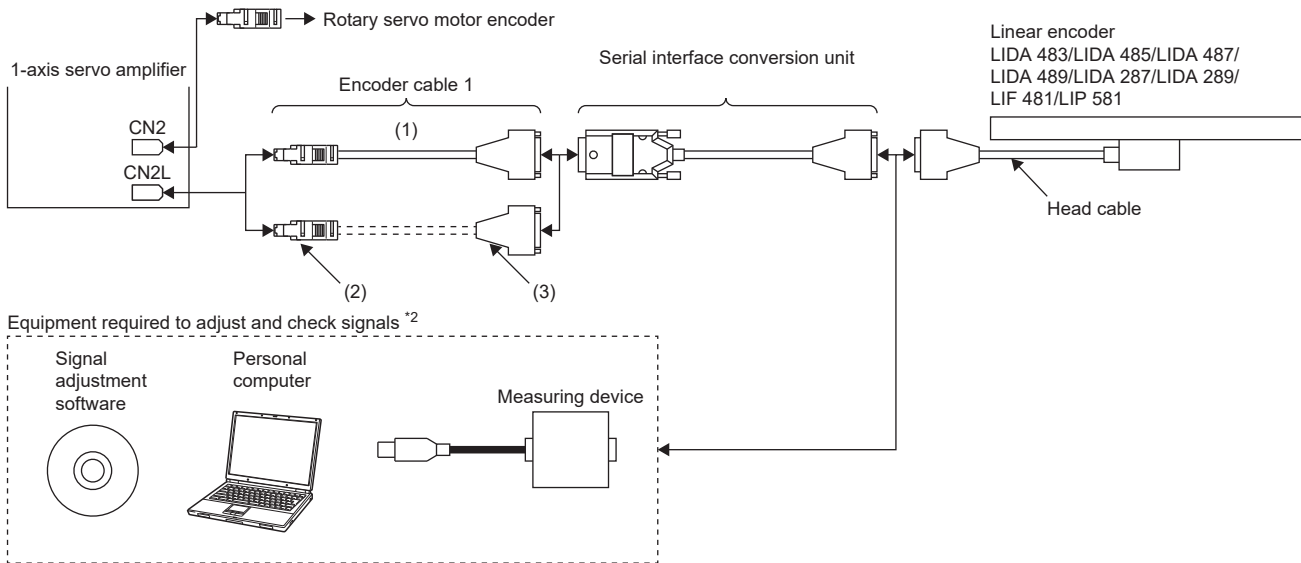 Rotary servo motor encoder
1-axis servo amplifier
CN2
CN2L
Encoder cable 1
(1)
(2)
(3)
Serial interface conversion unit
Linear encoder
LIDA 483/LIDA 485/LIDA 487/
LIDA 489/LIDA 287/LIDA 289/
LIF 481/LIP 581
Head cable
Equipment required to adjust and check signals *2
Signal
adjustment
software
Personal
computer
Measuring device